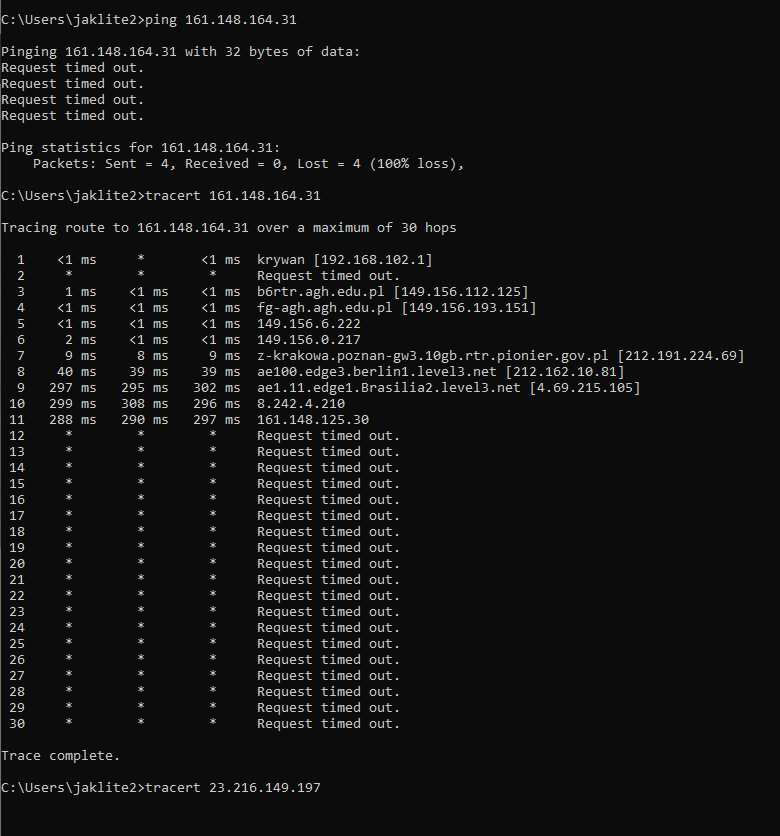 C:\Users\jaklite2>ping 161.148.164.31
Pinging 161.148.164.31 with 32 bytes of data:
Request timed out.
Request timed out.
Request timed out.
Request timed out.
Ping statistics for 161.148.164.31:
    Packets: Sent = 4, Received = 0, Lost = 4 (100% loss),
C:\Users\jaklite2>tracert 161.148.164.31
Tracing route to 161.148.164.31 over a maximum of 30 hops
  1    <1 ms     *       <1 ms  krywan [192.168.102.1]
  2     *        *        *     Request timed out.
  3     1 ms    <1 ms    <1 ms  b6rtr.agh.edu.pl [149.156.112.125]
  4    <1 ms    <1 ms    <1 ms  fg-agh.agh.edu.pl [149.156.193.151]
  5    <1 ms    <1 ms    <1 ms  149.156.6.222
  6     2 ms    <1 ms    <1 ms  149.156.0.217
  7     9 ms     8 ms     9 ms  z-krakowa.poznan-gw3.10gb.rtr.pionier.gov.pl [212.191.224.69]
  8    40 ms    39 ms    39 ms  ae100.edge3.berlin1.level3.net [212.162.10.81]
  9   297 ms   295 ms   302 ms  ae1.11.edge1.Brasilia2.level3.net [4.69.215.105]
 10   299 ms   308 ms   296 ms  8.242.4.210
 11   288 ms   290 ms   297 ms  161.148.125.30
 12     *        *        *     Request timed out.
 13     *        *        *     Request timed out.
 14     *        *        *     Request timed out.
 15     *        *        *     Request timed out.
 16     *        *        *     Request timed out.
 17     *        *        *     Request timed out.
 18     *        *        *     Request timed out.
 19     *        *        *     Request timed out.
 20     *        *        *     Request timed out.
 21     *        *        *     Request timed out.
 22     *        *        *     Request timed out.
 23     *        *        *     Request timed out.
 24     *        *        *     Request timed out.
 25     *        *        *     Request timed out.
 26     *        *        *     Request timed out.
 27     *        *        *     Request timed out.
 28     *        *        *     Request timed out.
 29     *        *        *     Request timed out.
 30     *        *        *     Request timed out.
Trace complete.
C:\Users\jaklite2>tracert 23.216.149.197